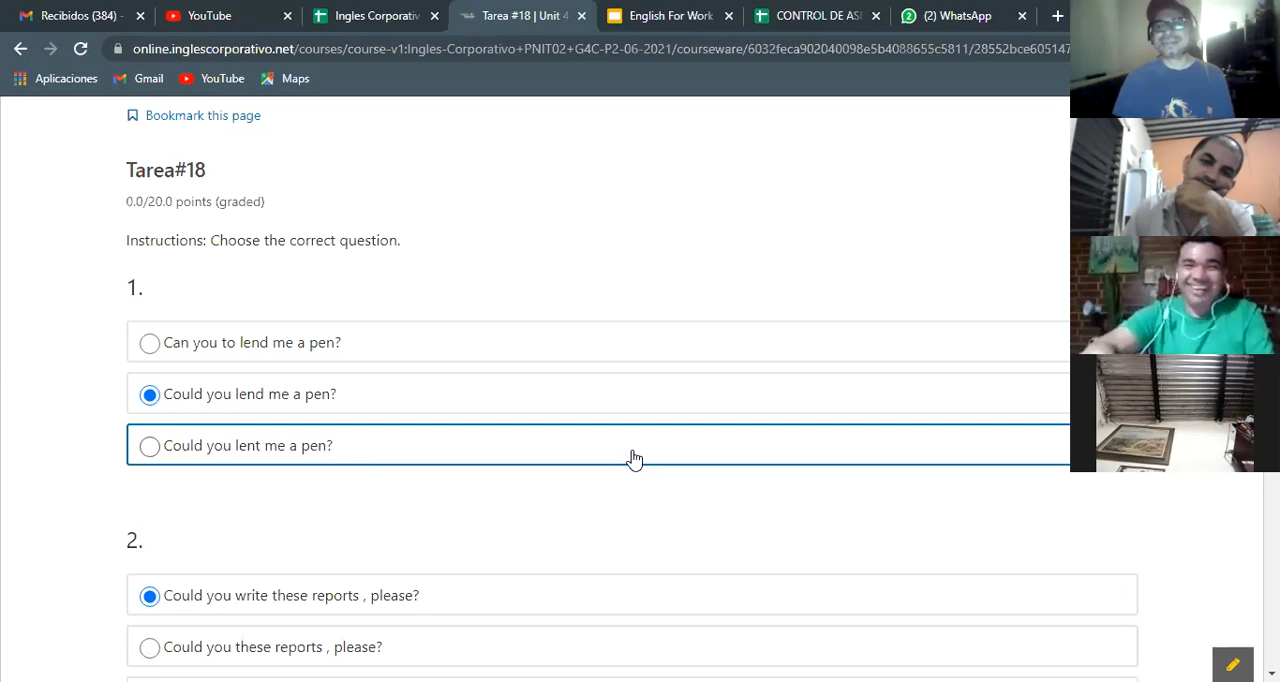 Recibidos (384) -
YouTube
Ingles Corporativ
Tarea #18 | Unit 4
English For Work
CONTROL DE ASI
(2) WhatsApp
online.inglescorporativo.net/courses/course-v1:Ingles-Corporativo+PNIT02+G4C-P2-06-2021/courseware/6032feca902040098e5b4088655c5811/28552bce605147
Aplicaciones
Gmail
YouTube
Maps
Bookmark this page
Tarea#18
0.0/20.0 points (graded)
Instructions: Choose the correct question.
1.
Can you to lend me a pen?
Could you lend me a pen?
Could you lent me a pen?
2.
Could you write these reports , please?
Could you these reports , please?